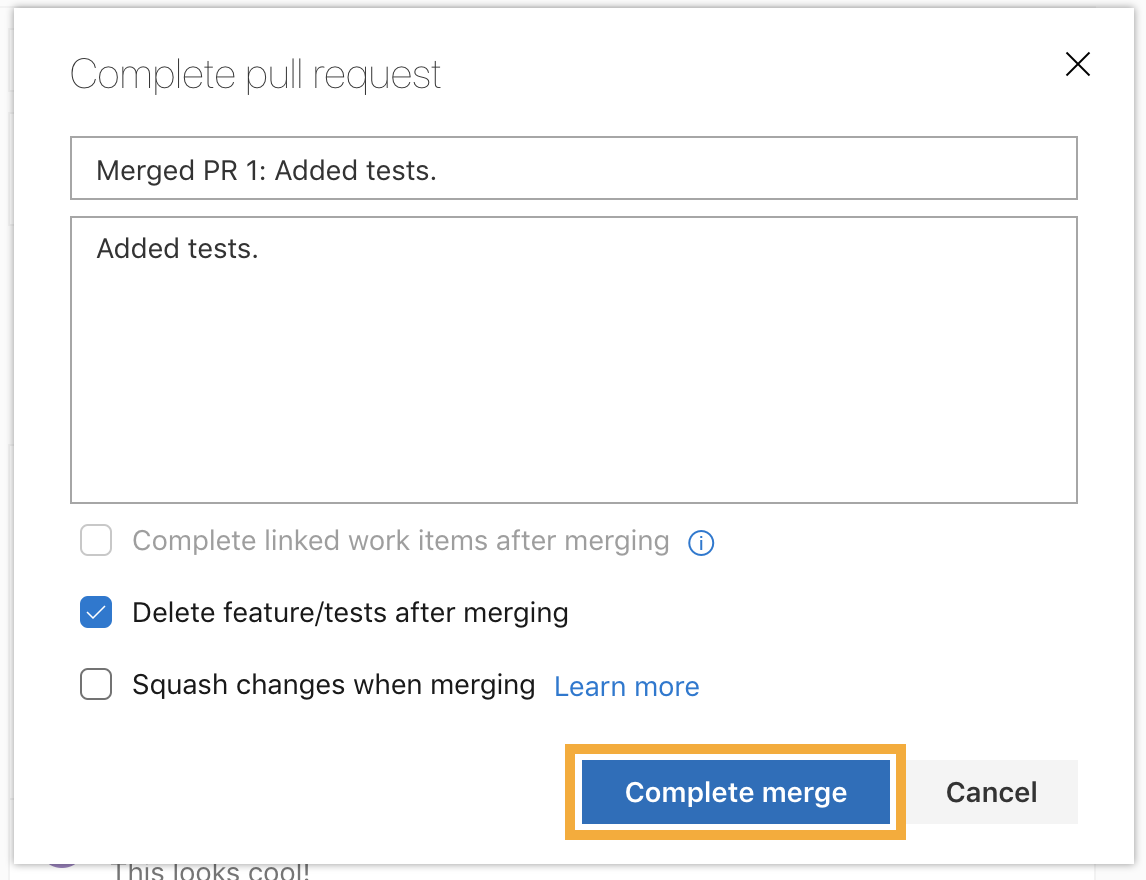 Complete pull request
Merged PR 1: Added tests.
Added tests.
Complete linked work items after merging
Delete feature/tests after merging
Squash changes when merging Learn more
Complete merge Cancel
This looks cool!